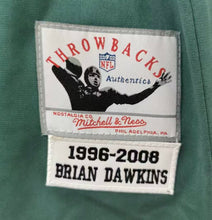 THROWBACKS
NFL
Authentics
NOSTALGIA CO.
Mitchell & Ness
PHILADELPHIA, PA
1996-2008
BRIAN DAWKINS